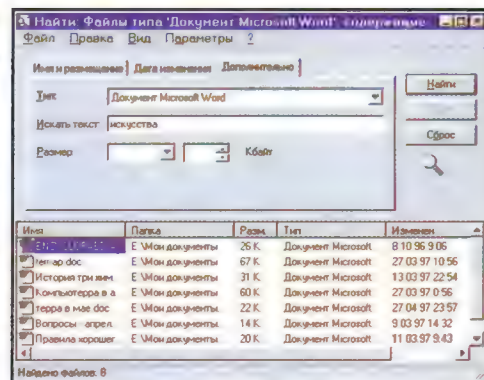 Найти: Файлы типа 'Документ Microsoft Word', содержащие
Файл Правка Вид Параметры ?
Имя и размещение Дата изменения Дополнительно
Тип: Документ Microsoft Word
Искать текст: искусства
Размер: Кбайт
Найти
Сброс
Имя Папка Разм. Тип Изменен
E:\Мои документы 26 K Документ Microsoft 8 10 96 9:06
doc E:\Мои документы 67 K Документ Microsoft 27 03 97 10:56
История три жим E:\Мои документы 31 K Документ Microsoft 13 03 97 22:54
Компьютерра в а E:\Мои документы 60 K Документ Microsoft 27 03 97 0:56
терра в мае doc E:\Мои документы 22 K Документ Microsoft 27 04 97 23:57
Вопросы - апрел E:\Мои документы 14 K Документ Microsoft 9 03 97 14:32
Правила хорошег E:\Мои документы 20 K Документ Microsoft 11 03 97 9:43
Найдено файлов: 8